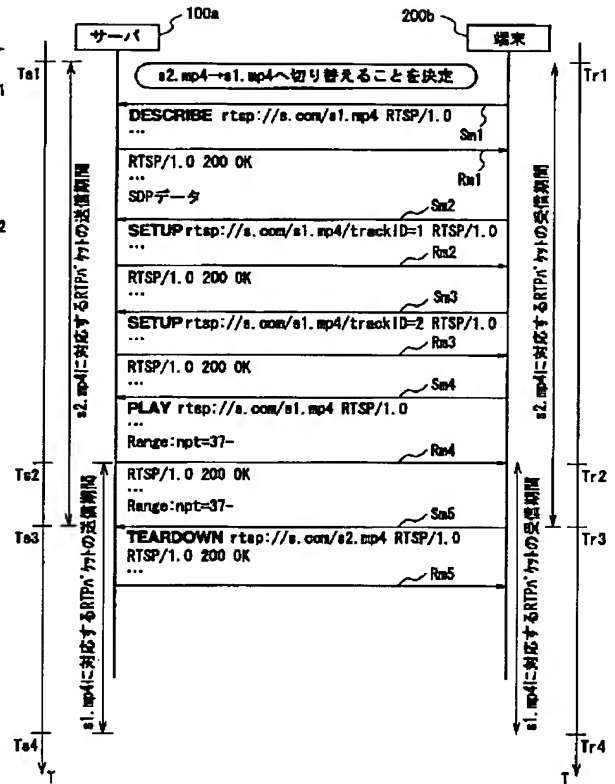 100a
200b
サーバ
端末
Ts1
Tr1
s2.mp4→s1.mp4へ切り替えることを決定
1
DESCRIBE rtsp://s.com/s1.mp4 RTSP/1.0
...
Sm1
RTSP/1.0 200 OK
...
Rm1
SDPデータ
Sm2
2
SETUP rtsp://s.com/s1.mp4/trackID=1 RTSP/1.0
...
Rm2
RTSP/1.0 200 OK
...
Sm3
SETUP rtsp://s.com/s1.mp4/trackID=2 RTSP/1.0
...
Rm3
RTSP/1.0 200 OK
...
Sm4
PLAY rtsp://s.com/s1.mp4 RTSP/1.0
...
Range:npt=37-
Rm4
Ts2
Tr2
RTSP/1.0 200 OK
...
Range:npt=37-
Sm5
Ts3
Tr3
TEARDOWN rtsp://s.com/s2.mp4 RTSP/1.0
RTSP/1.0 200 OK
...
Rm5
s2.mp4に対応するRTPパケットの送信期間
s2.mp4に対応するRTPパケットの受信期間
s1.mp4に対応するRTPパケットの送信期間
s1.mp4に対応するRTPパケットの受信期間
Ts4
Tr4
T
T